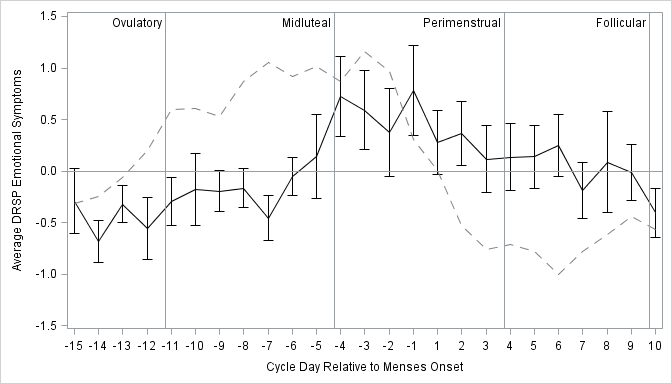 Ovulatory Midluteal Perimenstrual Follicular
1.5
1.0
0.5
0.0
-0.5
-1.0
-1.5
Average DRSP Emotional Symptoms
-15 -14 -13 -12 -11 -10 -9 -8 -7 -6 -5 -4 -3 -2 -1 1 2 3 4 5 6 7 8 9 10
Cycle Day Relative to Menses Onset